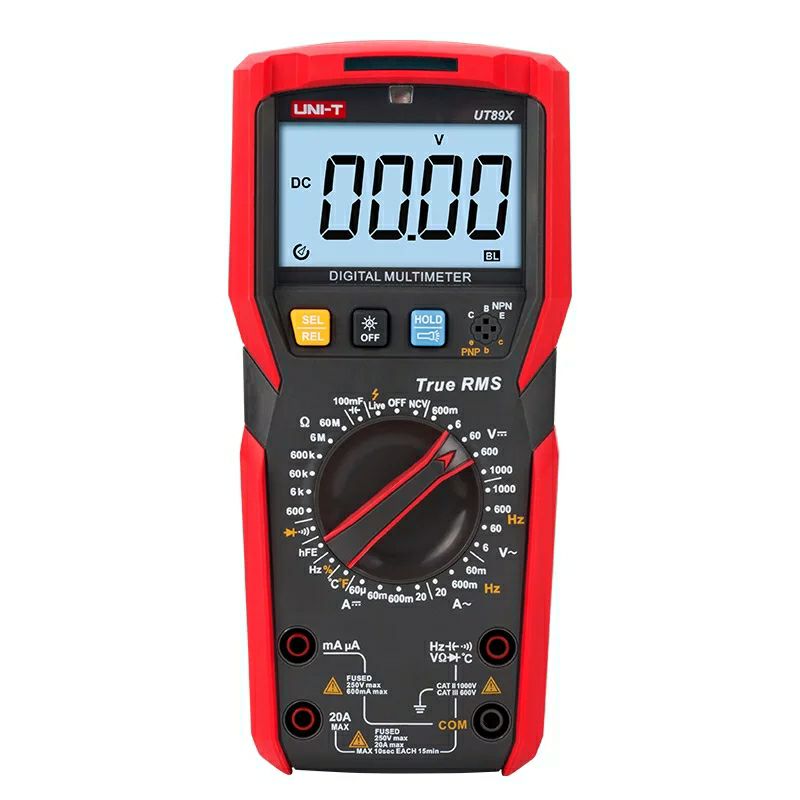 UNI-T
UT89X
V
DC 00.00
BL
DIGITAL MULTIMETER
SEL
REL
OFF
HOLD
NPN
C B E
e b c
PNP
True RMS
100mF
Live
OFF
NCV
600m
6
60
V
600
1000
1000
600
Hz
60
6
V~
60m
600m
Hz
20
A~
20
600m
60m
60µ
A
°C °F
Hz %
hFE
600
6k
60k
600k
6M
Ω 60M
mA µA
FUSED
250V max
600mA max
Hz
VΩ °C
CAT II 1000V
CAT III 600V
20A
MAX
COM
FUSED
250V max
20A max
MAX 10sec EACH 15min